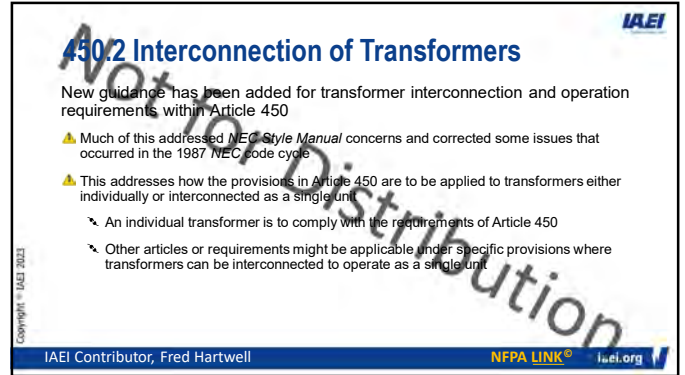 IAEI
450.2 Interconnection of Transformers
New guidance has been added for transformer interconnection and operation
requirements within Article 450
Much of this addressed NEC Style Manual concerns and corrected some issues that
occurred in the 1987 NEC code cycle
This addresses how the provisions in Article 450 are to be applied to transformers either
individually or interconnected as a single unit
An individual transformer is to comply with the requirements of Article 450
Other articles or requirements might be applicable under specific provisions where
transformers can be interconnected to operate as a single unit
Not for Distribution
Copyright © IAEI 2023
IAEI Contributor, Fred Hartwell
NFPA LINK©
iaei.org